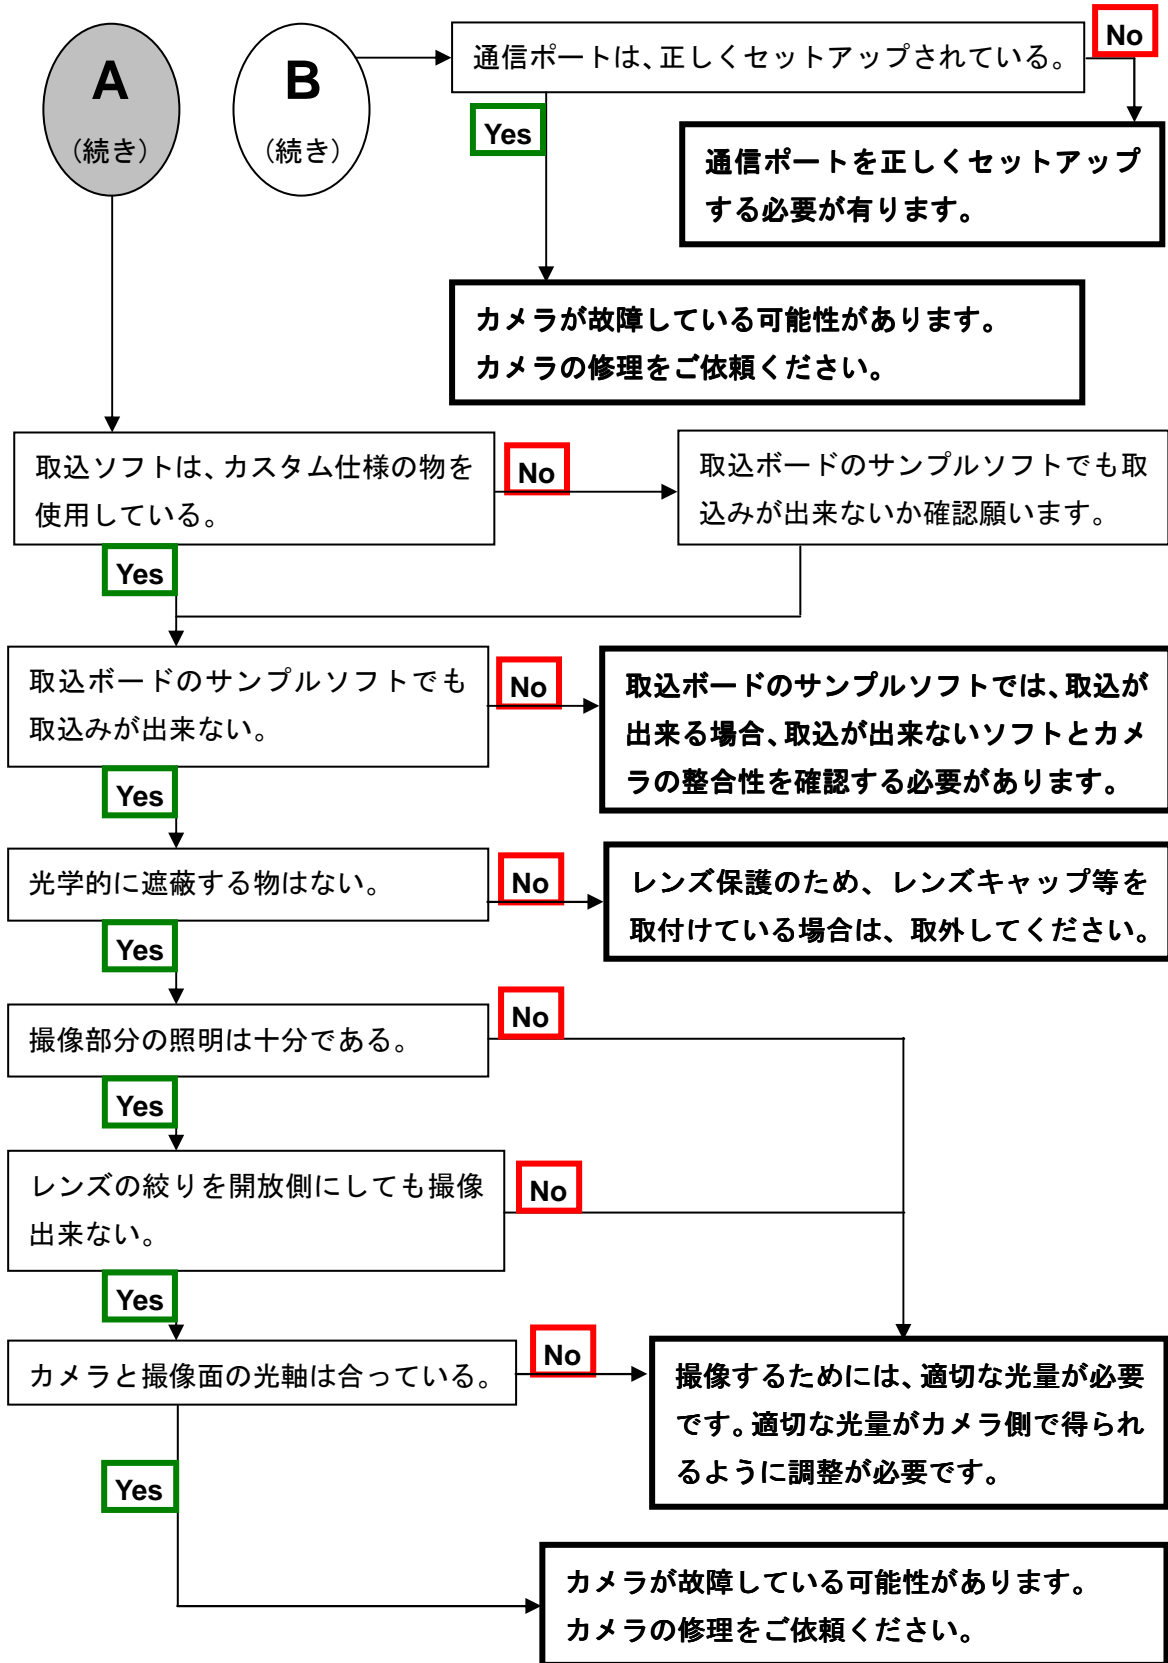 A
(続き)
B
(続き)
通信ポートは、正しくセットアップされている。
No
Yes
通信ポートを正しくセットアップ
する必要が有ります。
カメラが故障している可能性があります。
カメラの修理をご依頼ください。
取込ソフトは、カスタム仕様の物を
使用している。
No
取込ボードのサンプルソフトでも取
込みが出来ないか確認願います。
Yes
取込ボードのサンプルソフトでも
取込みが出来ない。
No
取込ボードのサンプルソフトでは、取込が
出来る場合、取込が出来ないソフトとカメ
ラの整合性を確認する必要があります。
Yes
光学的に遮蔽する物はない。
No
レンズ保護のため、レンズキャップ等を
取付けている場合は、取外してください。
Yes
撮像部分の照明は十分である。
No
Yes
レンズの絞りを開放側にしても撮像
出来ない。
No
Yes
カメラと撮像面の光軸は合っている。
No
撮像するためには、適切な光量が必要
です。適切な光量がカメラ側で得られ
るように調整が必要です。
Yes
カメラが故障している可能性があります。
カメラの修理をご依頼ください。